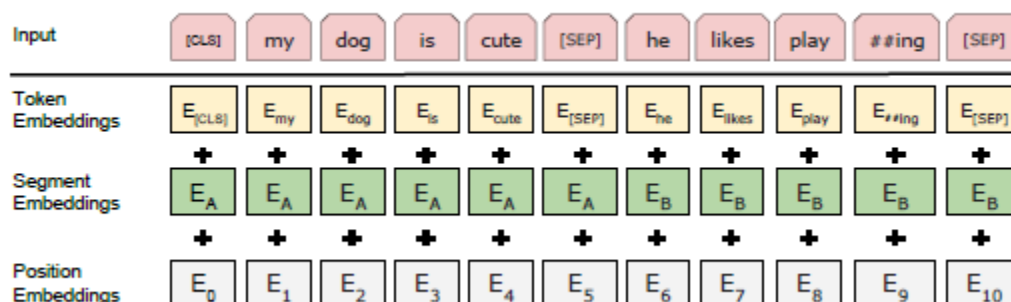 Input [CLS] my dog is cute [SEP] he likes play ##ing [SEP]
Token Embeddings E[CLS] Emy Edog Eis Ecute E[SEP] Ehe Elikes Eplay E##ing E[SEP]
+ + + + + + + + + + +
Segment Embeddings EA EA EA EA EA EA EB EB EB EB EB
+ + + + + + + + + + +
Position Embeddings E0 E1 E2 E3 E4 E5 E6 E7 E8 E9 E10